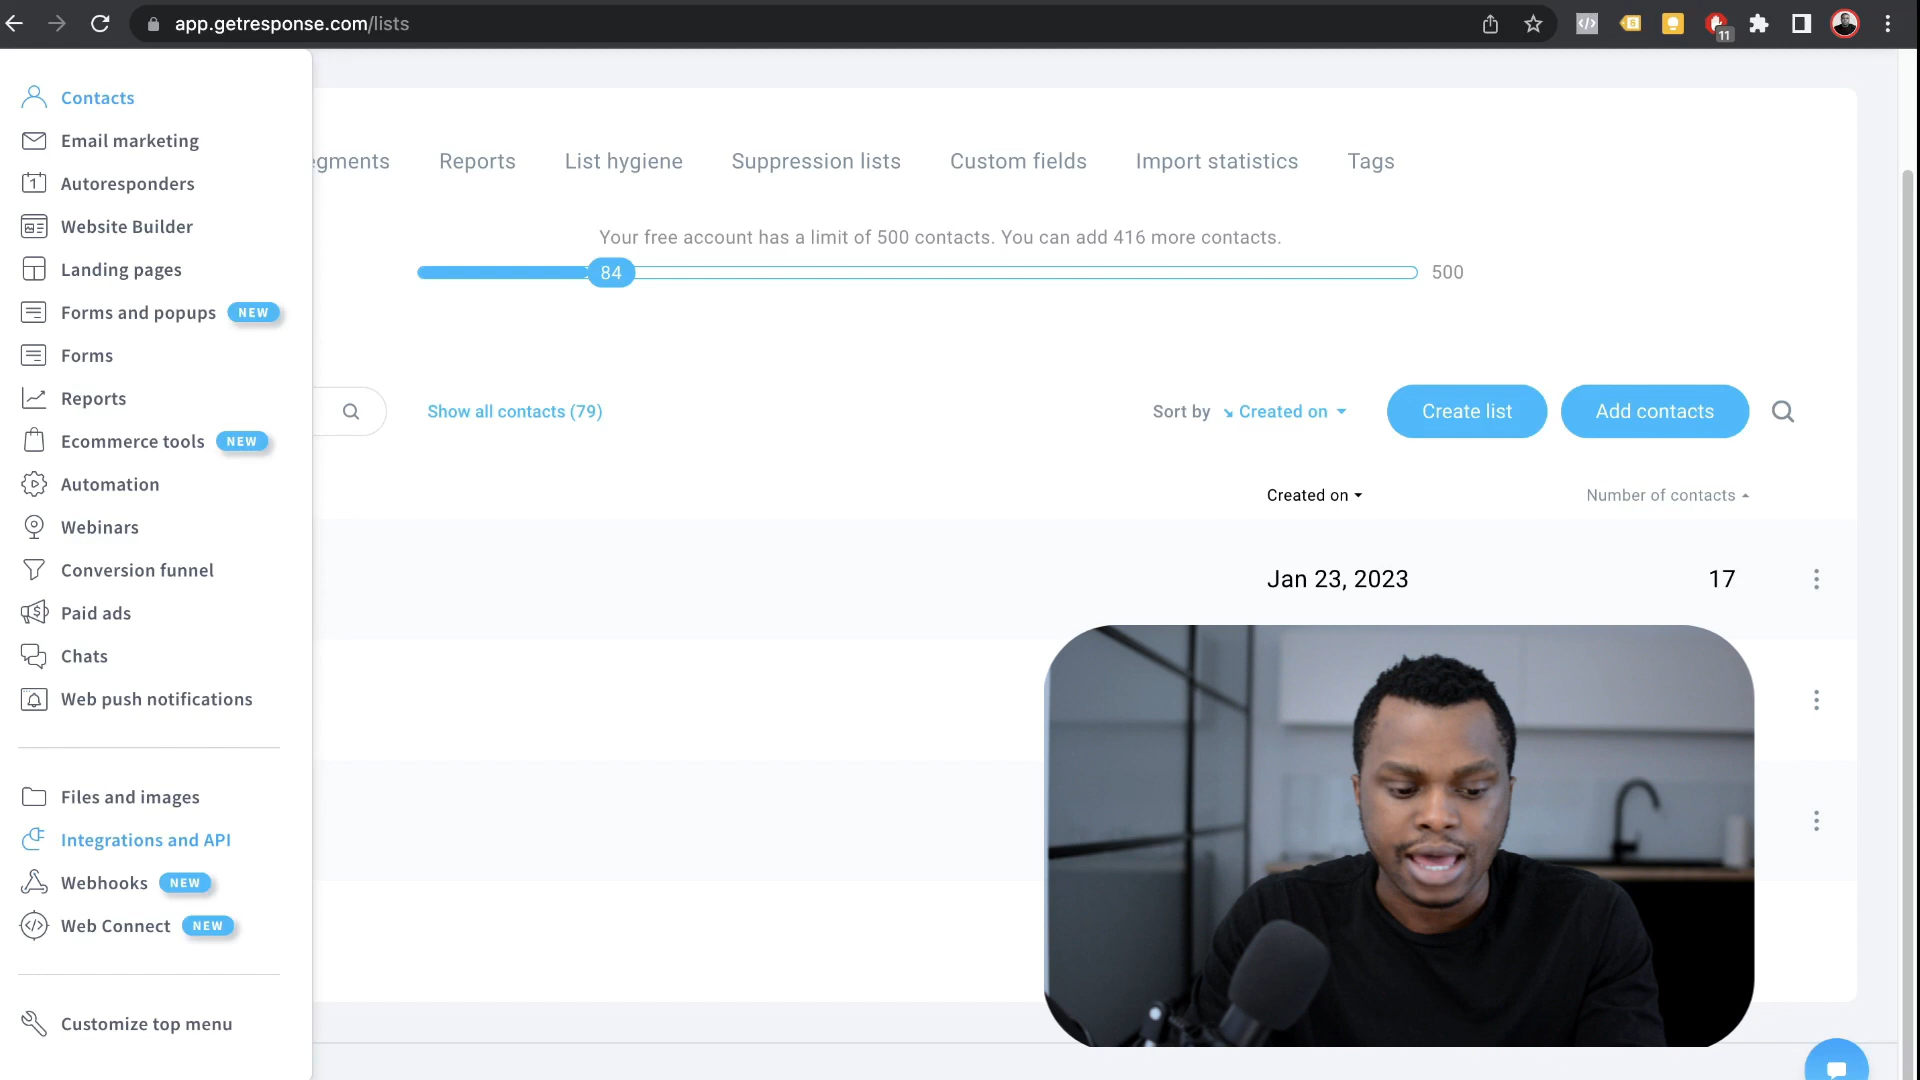 app.getresponse.com/lists
6
11
Contacts
Email marketing
1
Autoresponders
Website Builder
Landing pages
Forms and popups NEW
Forms
Reports
Ecommerce tools NEW
Automation
Webinars
Conversion funnel
Paid ads
Chats
Web push notifications
Files and images
Integrations and API
Webhooks NEW
Web Connect NEW
Customize top menu
egments Reports List hygiene Suppression lists Custom fields Import statistics Tags
Your free account has a limit of 500 contacts. You can add 416 more contacts.
84 500
Show all contacts (79) Sort by Created on Create list Add contacts
Created on Number of contacts
Jan 23, 2023 17